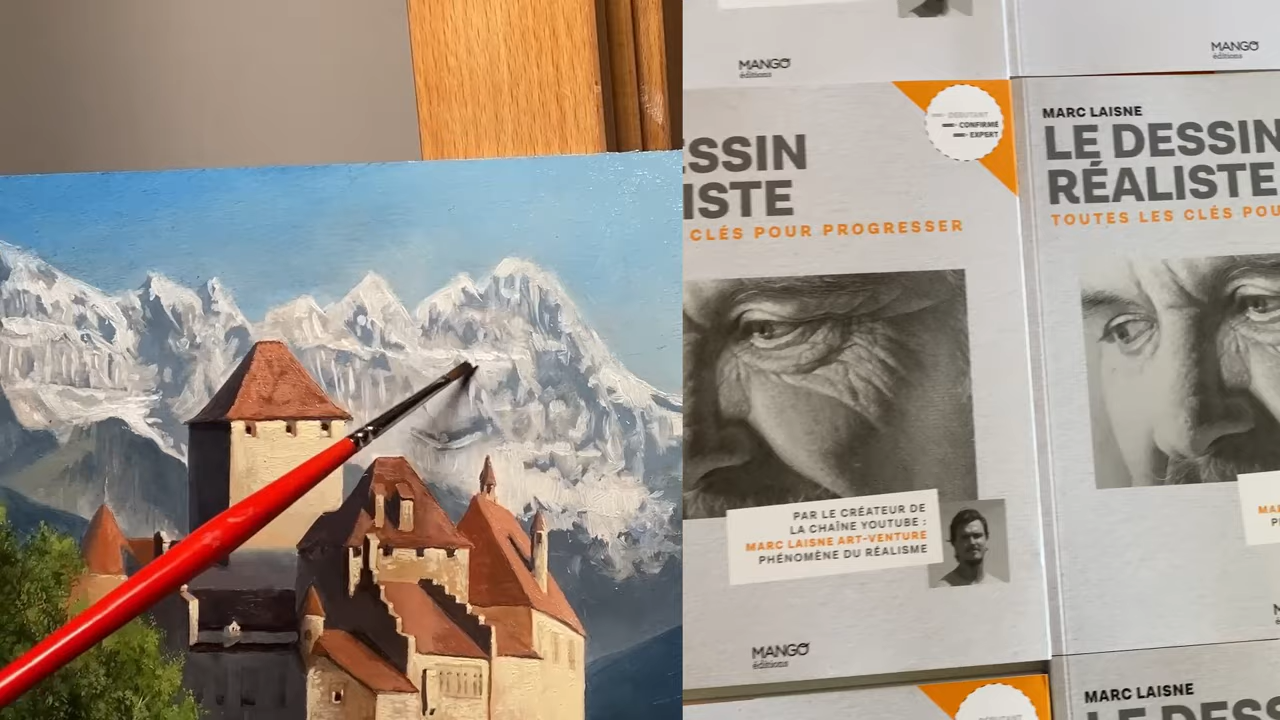 MANGO
éditions
MANGO
éditions
DÉBUTANT
CONFIRMÉ
EXPERT
SSIN
ISTE
CLÉS POUR PROGRESSER
PAR LE CRÉATEUR DE
LA CHAÎNE YOUTUBE :
MARC LAISNE ART-VENTURE
PHÉNOMÈNE DU RÉALISME
MANGO
éditions
MARC LAISNE
LE DESSIN
RÉALISTE
TOUTES LES CLÉS POU
MARC LAISNE
LE DESS